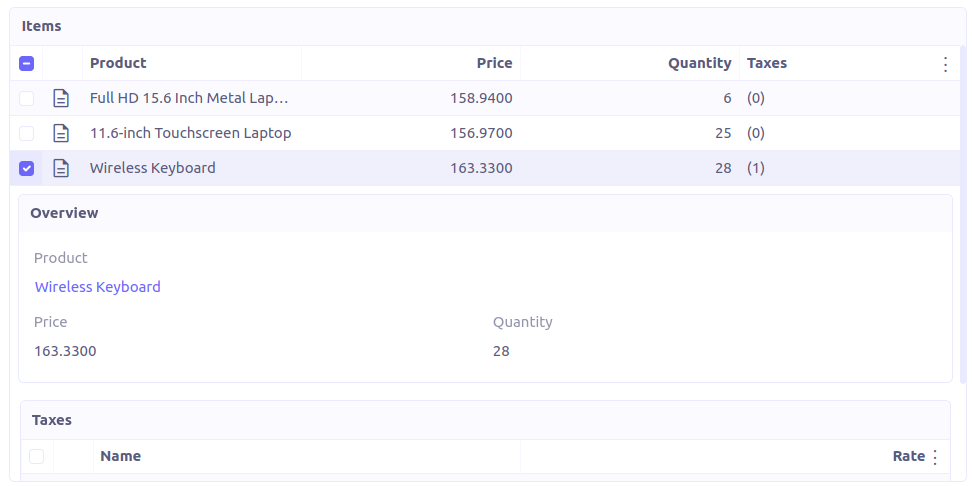 Items
Product Price Quantity Taxes
Full HD 15.6 Inch Metal Lap... 158.9400 6 (0)
11.6-inch Touchscreen Laptop 156.9700 25 (0)
Wireless Keyboard 163.3300 28 (1)
Overview
Product
Wireless Keyboard
Price Quantity
163.3300 28
Taxes
Name Rate